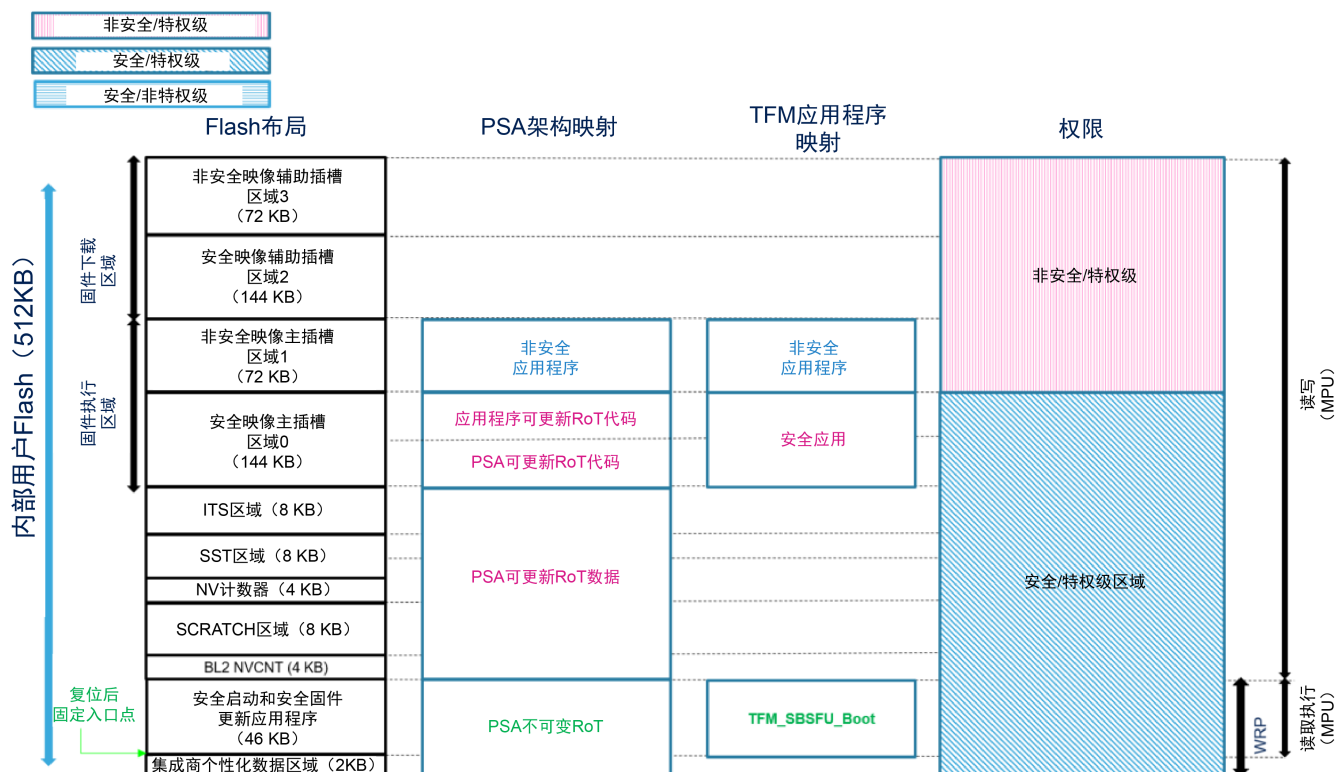 非安全/特权级
安全/特权级
安全/非特权级
Flash布局
PSA架构映射
TFM应用程序
映射
权限
内部用户Flash（512KB）
固件下载
区域
固件执行
区域
非安全映像辅助插槽
区域3
（72 KB）
安全映像辅助插槽
区域2
（144 KB）
非安全映像主插槽
区域1
（72 KB）
安全映像主插槽
区域0
（144 KB）
ITS区域（8 KB）
SST区域（8 KB）
NV计数器（4 KB）
SCRATCH区域（8 KB）
BL2 NVCNT (4 KB)
安全启动和安全固件
更新应用程序
（46 KB）
集成商个性化数据区域（2KB）
复位后
固定入口点
非安全
应用程序
应用程序可更新RoT代码
PSA可更新RoT代码
PSA可更新RoT数据
PSA不可变RoT
非安全
应用程序
安全应用
TFM_SBSFU_Boot
非安全/特权级
安全/特权级区域
读写
（MPU）
读取执行
（MPU）
WRP